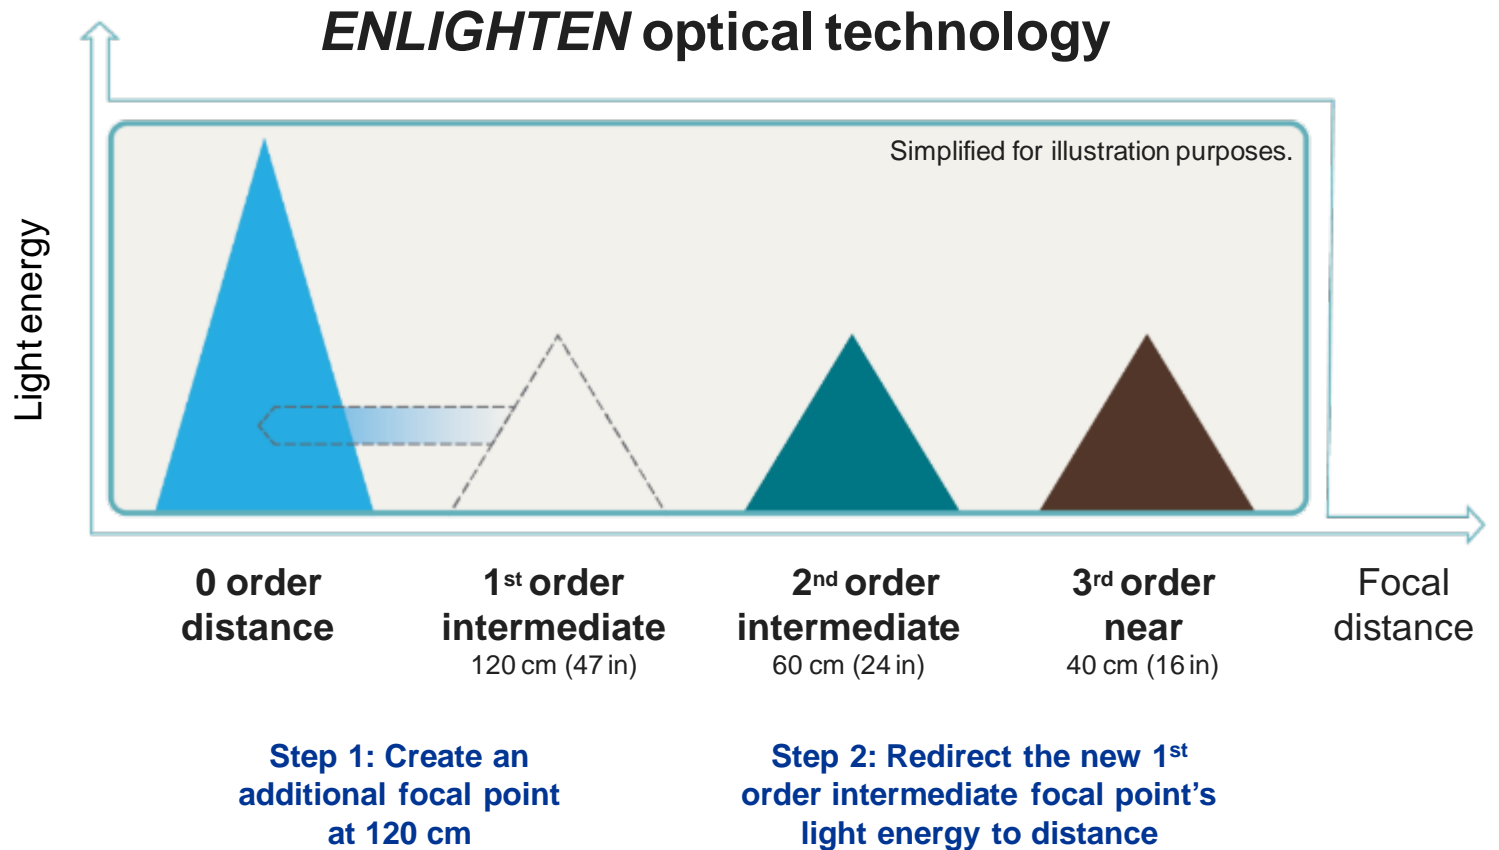 ENLIGHTEN optical technology
Simplified for illustration purposes.
Light energy
0 order
distance
1st order
intermediate
120 cm (47 in)
2nd order
intermediate
60 cm (24 in)
3rd order
near
40 cm (16 in)
Focal
distance
Step 1: Create an
additional focal point
at 120 cm
Step 2: Redirect the new 1st
order intermediate focal point's
light energy to distance